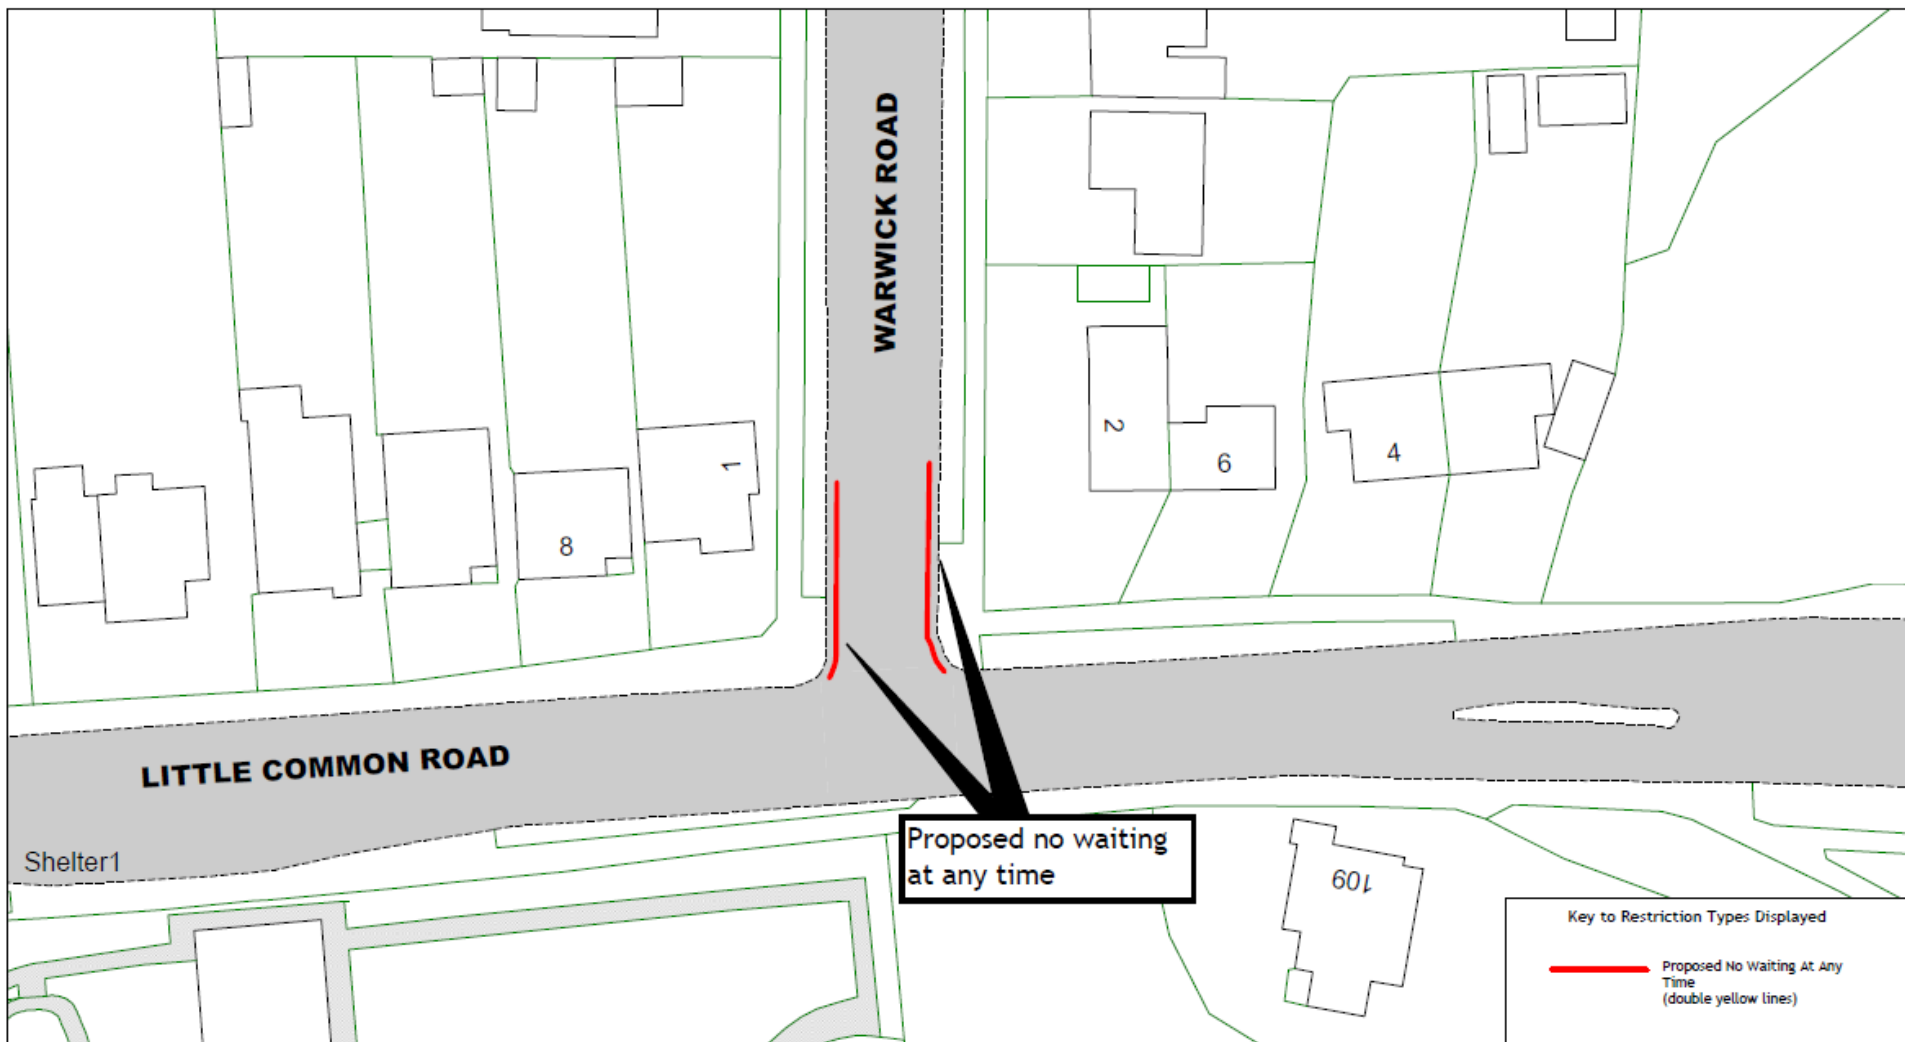 WARWICK ROAD
2
1
6
4
8
LITTLE COMMON ROAD
Proposed no waiting
at any time
Shelter1
109
Key to Restriction Types Displayed
Proposed No Waiting At Any
Time
(double yellow lines)